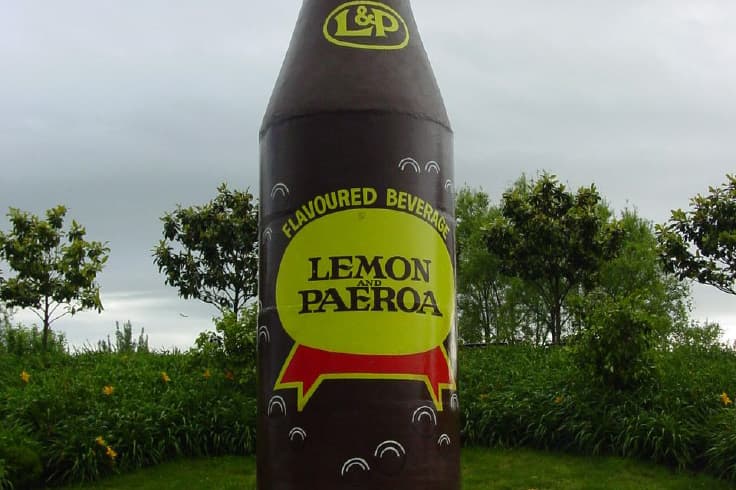 L&P
FLAVOURED BEVERAGE
LEMON
AND
PAEROA